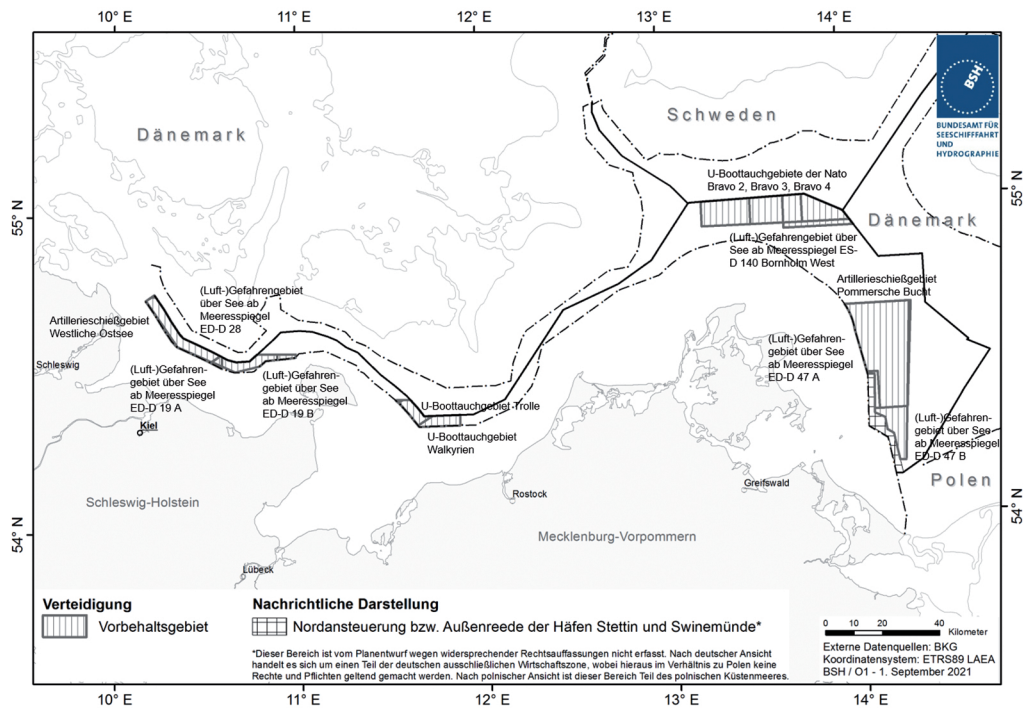 10° E
11° E
12° E
13° E
14° E
BSH
BUNDESAMT FÜR
SEESCHIFFFAHRT
UND
HYDROGRAPHIE
Dänemark
Schweden
55° N
55° N
U-Boottauchgebiete der Nato
Bravo 2, Bravo 3, Bravo 4
Dänemark
(Luft-)Gefahrengebiet über
See ab Meeresspiegel ES-
D 140 Bornholm West
Artillerieschießgebiet
Pommersche Bucht
(Luft-)Gefahrengebiet
über See ab
Meeresspiegel
ED-D 28
Artillerieschießgebiet
Westliche Ostsee
Schleswig
(Luft-)Gefahren-
gebiet über See
ab Meeresspiegel
ED-D 19 A
(Luft-)Gefahren-
gebiet über See
ab Meeresspiegel
ED-D 19 B
(Luft-)Gefahren-
gebiet über See
ab Meeresspiegel
ED-D 47 A
U-Boottauchgebiet Trolle
U-Boottauchgebiet
Walkyrien
(Luft-)Gefahren-
gebiet über See
ab Meeresspiegel
ED-D 47 B
Kiel
Polen
Schleswig-Holstein
Rostock
Greifswald
54° N
54° N
Mecklenburg-Vorpommern
Lübeck
Verteidigung
Vorbehaltsgebiet
Nachrichtliche Darstellung
Nordansteuerung bzw. Außenreede der Häfen Stettin und Swinemünde*
*Dieser Bereich ist vom Planentwurf wegen widersprechender Rechtsauffassungen nicht erfasst. Nach deutscher Ansicht
handelt es sich um einen Teil der deutschen ausschließlichen Wirtschaftszone, wobei hieraus im Verhältnis zu Polen keine
Rechte und Pflichten geltend gemacht werden. Nach polnischer Ansicht ist dieser Bereich Teil des polnischen Küstenmeeres.
0 10 20 40
Kilometer
Externe Datenquellen: BKG
Koordinatensystem: ETRS89 LAEA
BSH / O1 - 1. September 2021
10° E
11° E
12° E
13° E
14° E